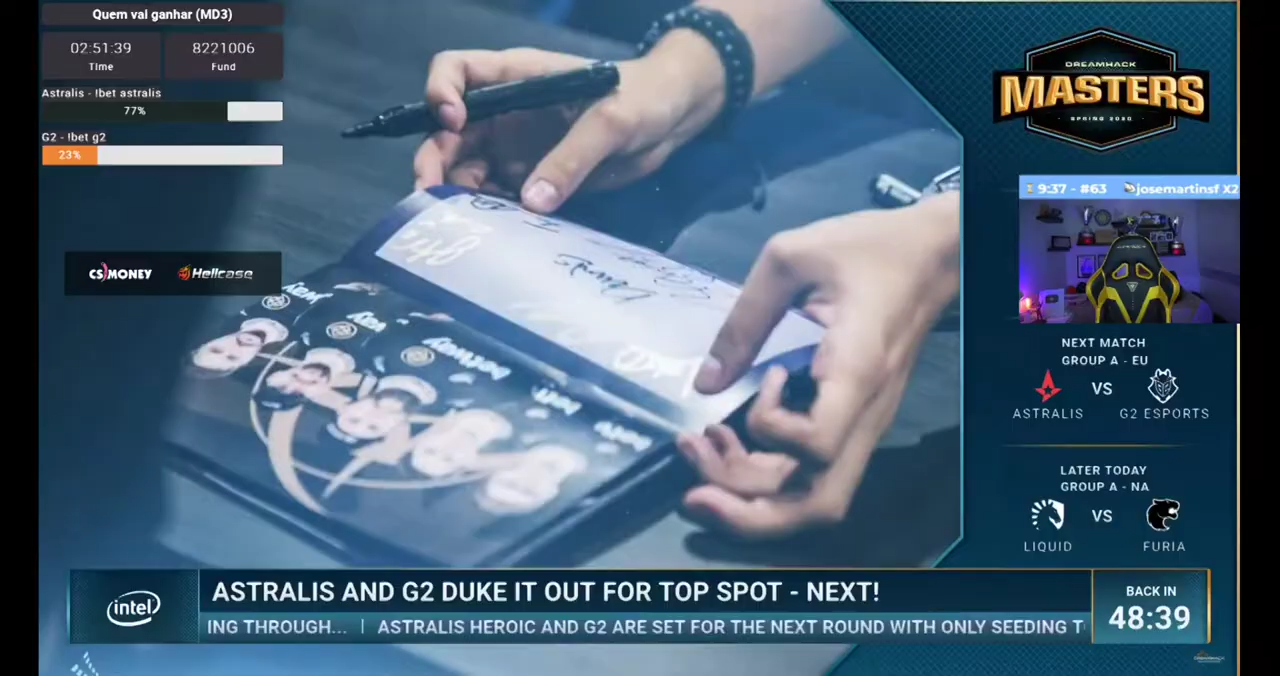 Quem vai ganhar (MD3)
02:51:39
Time
8221006
Fund
Astralis - !bet astralis
77%
G2 - !bet g2
23%
CS MONEY
Hellcase
DREAMHACK
MASTERS
SPRING 2020
9:37 - #63
josemartinsf X2
NEXT MATCH
GROUP A - EU
ASTRALIS
VS
G2 ESPORTS
LATER TODAY
GROUP A - NA
LIQUID
VS
FURIA
betway
intel
ASTRALIS AND G2 DUKE IT OUT FOR TOP SPOT - NEXT!
ING THROUGH... | ASTRALIS HEROIC AND G2 ARE SET FOR THE NEXT ROUND WITH ONLY SEEDING T
BACK IN
48:39